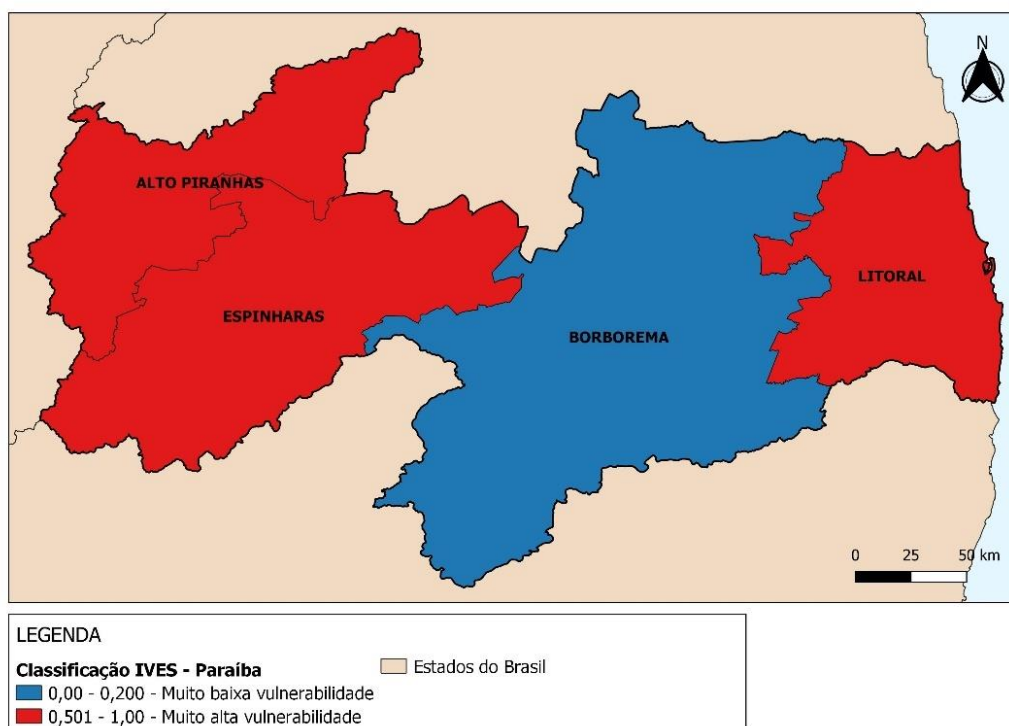 N
ALTO PIRANHAS
LITORAL
ESPINHARAS
BORBOREMA
0 25 50 km
LEGENDA
Classificação IVES - Paraíba
Estados do Brasil
0,00 - 0,200 - Muito baixa vulnerabilidade
0,501 - 1,00 - Muito alta vulnerabilidade